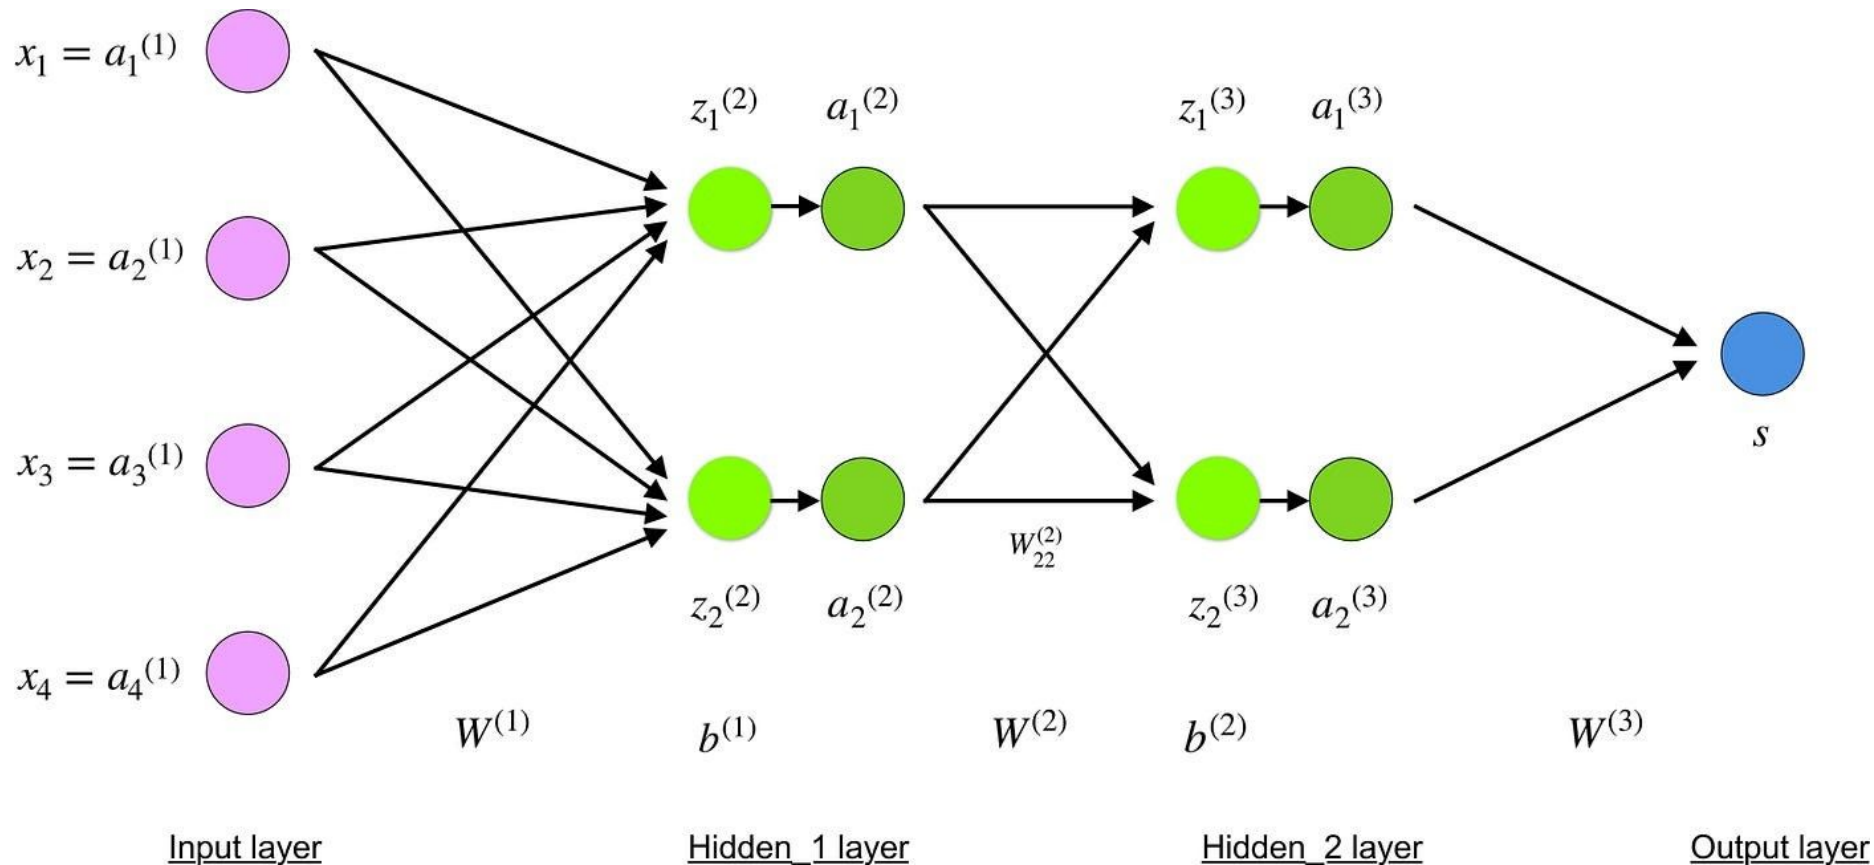 x₁ = a₁⁽¹⁾
z₁⁽²⁾ a₁⁽²⁾ z₁⁽³⁾ a₁⁽³⁾
x₂ = a₂⁽¹⁾
x₃ = a₃⁽¹⁾
s
W₂₂⁽²⁾
z₂⁽²⁾ a₂⁽²⁾ z₂⁽³⁾ a₂⁽³⁾
x₄ = a₄⁽¹⁾
W⁽¹⁾ b⁽¹⁾ W⁽²⁾ b⁽²⁾ W⁽³⁾
Input layer Hidden_1 layer Hidden_2 layer Output layer